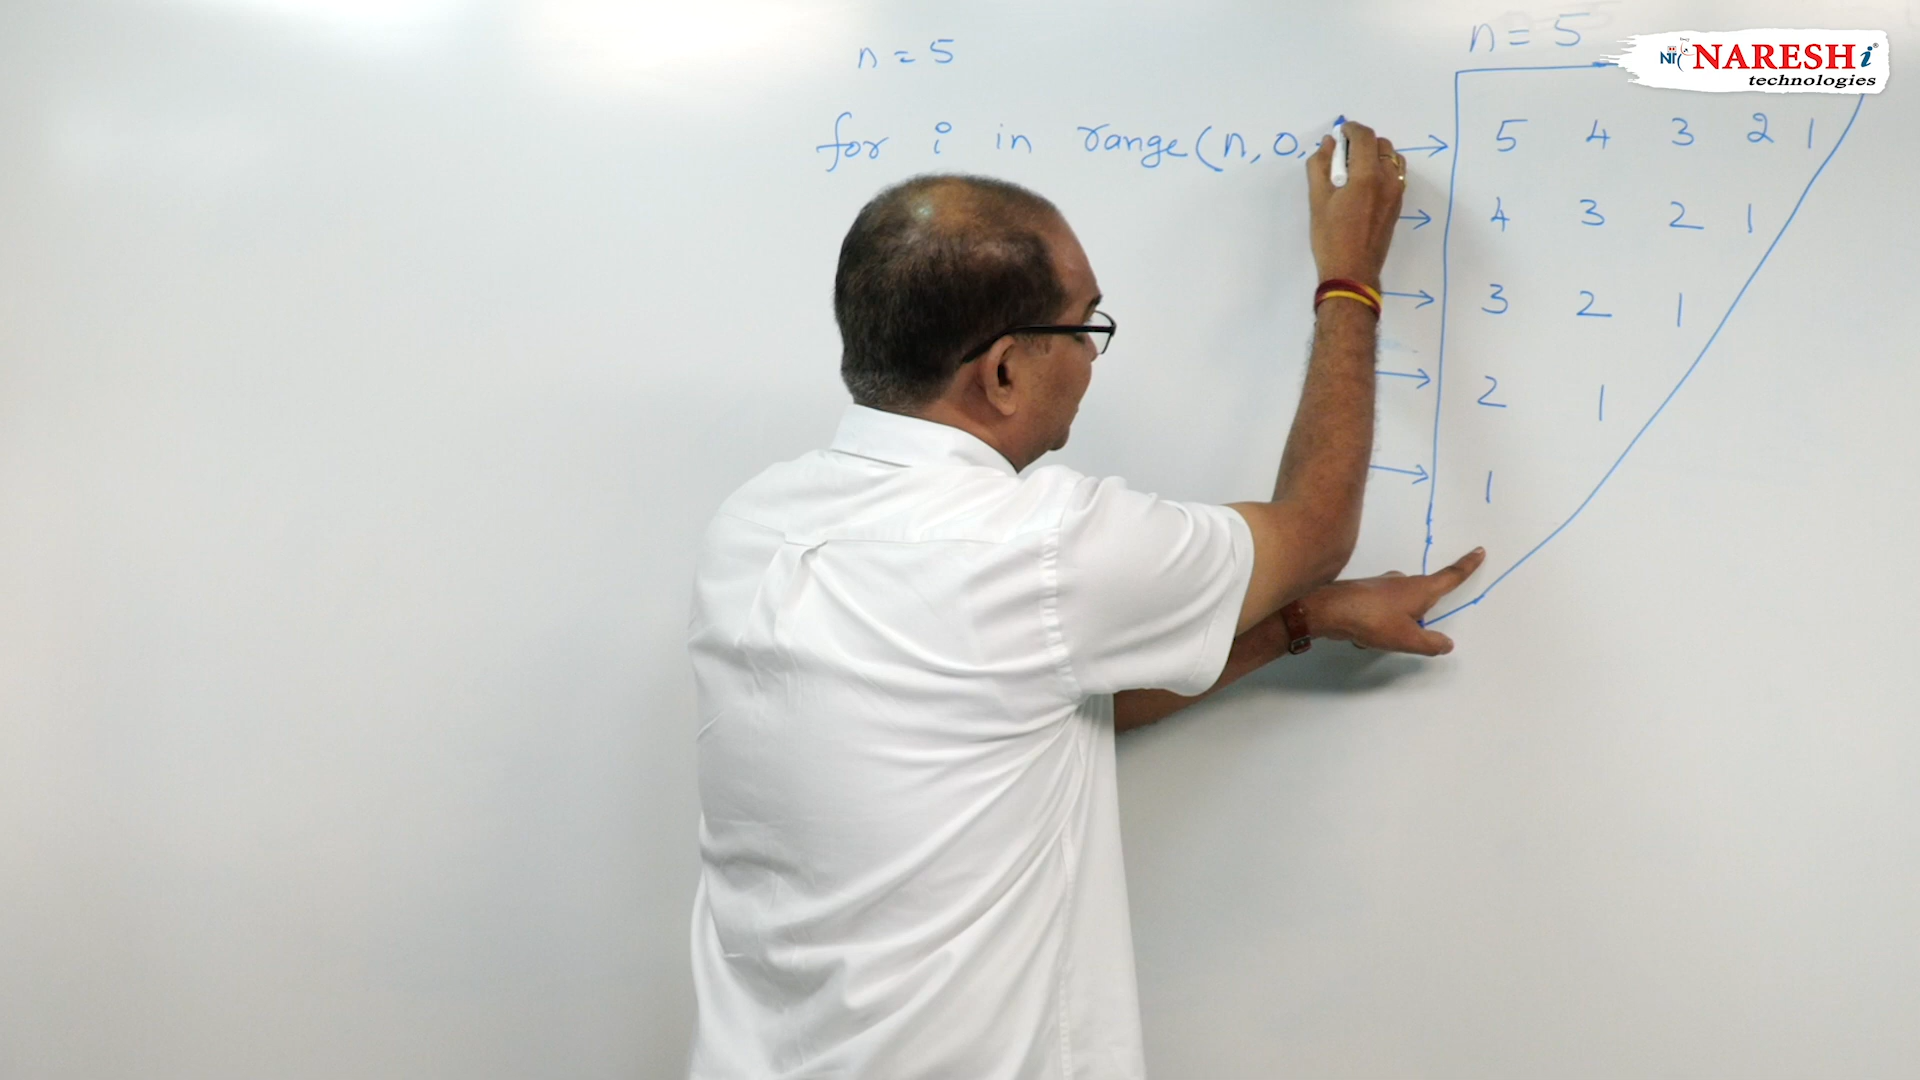 n = 5
for i in range(n, 0,
n = 5
5 4 3 2 1
4 3 2 1
3 2 1
2 1
1
NARESH i
technologies